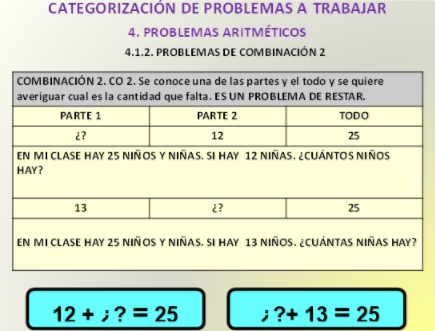 CATEGORIZACIÓN DE PROBLEMAS A TRABAJAR
4. PROBLEMAS ARITMÉTICOS
4.1.2. PROBLEMAS DE COMBINACIÓN 2
COMBINACIÓN 2. CO 2. Se conoce una de las partes y el todo y se quiere
averiguar cual es la cantidad que falta. ES UN PROBLEMA DE RESTAR.
PARTE 1 PARTE 2 TODO
¿? 12 25
EN MI CLASE HAY 25 NIÑOS Y NIÑAS. SI HAY 12 NIÑAS. ¿CUÁNTOS NIÑOS
HAY?
13 ¿? 25
EN MI CLASE HAY 25 NIÑOS Y NIÑAS. SI HAY 13 NIÑOS. ¿CUÁNTAS NIÑAS HAY?
12 + ¿? = 25
¿?+ 13 = 25